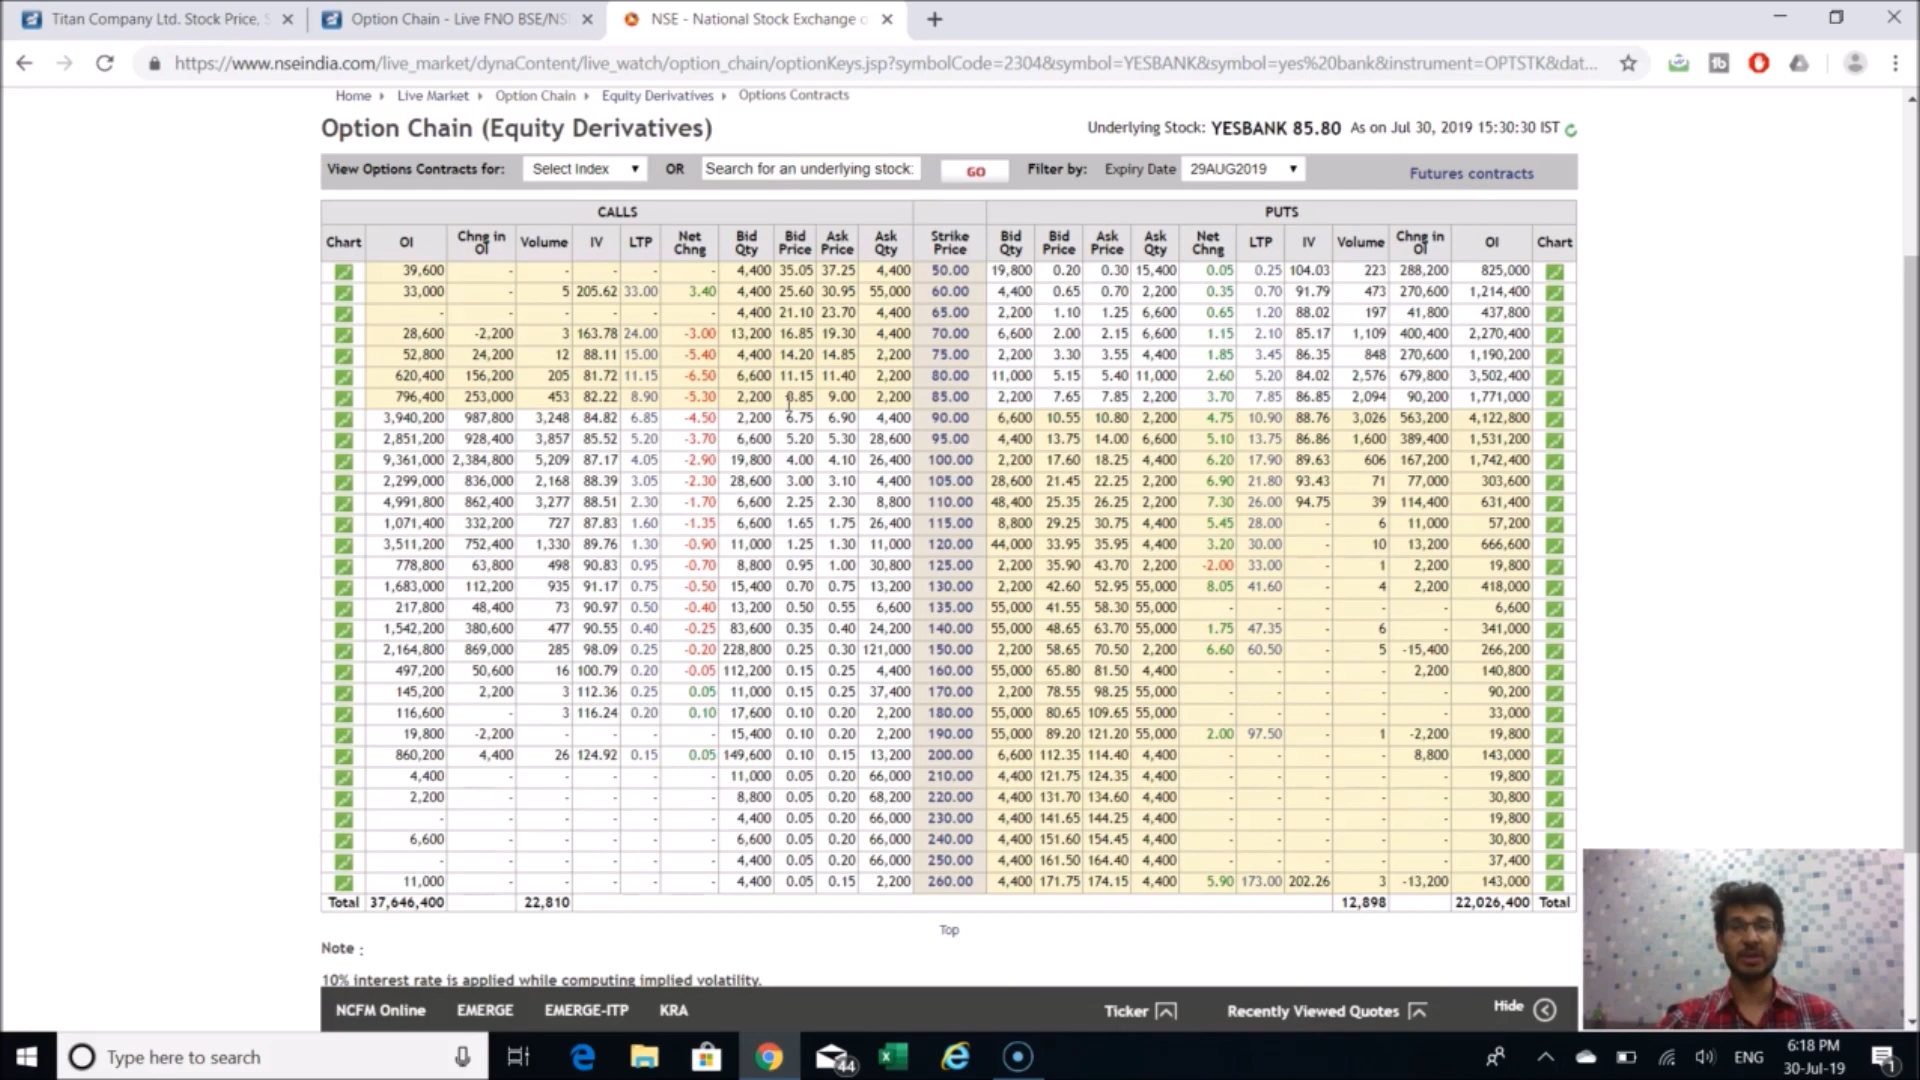 Titan Company Ltd. Stock Price, S
Option Chain - Live FNO BSE/NSE
NSE - National Stock Exchange o
https://www.nseindia.com/live_market/dynaContent/live_watch/option_chain/optionKeys.jsp?symbolCode=2304&symbol=YESBANK&symbol=yes%20bank&instrument=OPTSTK&dat...
Home Live Market Option Chain Equity Derivatives Options Contracts
Option Chain (Equity Derivatives)
Underlying Stock: YESBANK 85.80 As on Jul 30, 2019 15:30:30 IST
View Options Contracts for: Select Index OR Search for an underlying stock: GO Filter by: Expiry Date 29AUG2019 Futures contracts
CALLS PUTS
Chart OI Chng in OI Volume IV LTP Net Chng Bid Qty Bid Price Ask Price Ask Qty Strike Price Bid Qty Bid Price Ask Price Ask Qty Net Chng LTP IV Volume Chng in OI OI Chart
39,600 - - - - - 4,400 35.05 37.25 4,400 50.00 19,800 0.20 0.30 15,400 0.05 0.25 104.03 223 288,200 825,000
33,000 - 5 205.62 33.00 3.40 4,400 25.60 30.95 55,000 60.00 4,400 0.65 0.70 2,200 0.35 0.70 91.79 473 270,600 1,214,400
- - - - - - 4,400 21.10 23.70 4,400 65.00 2,200 1.10 1.25 6,600 0.65 1.20 88.02 197 41,800 437,800
28,600 -2,200 3 163.78 24.00 -3.00 13,200 16.85 19.30 4,400 70.00 6,600 2.00 2.15 6,600 1.15 2.10 85.17 1,109 400,400 2,270,400
52,800 24,200 12 88.11 15.00 -5.40 4,400 14.20 14.85 2,200 75.00 2,200 3.30 3.55 4,400 1.85 3.45 86.35 848 270,600 1,190,200
620,400 156,200 205 81.72 11.15 -6.50 6,600 11.15 11.40 2,200 80.00 11,000 5.15 5.40 11,000 2.60 5.20 84.02 2,576 679,800 3,502,400
796,400 253,000 453 82.22 8.90 -5.30 2,200 8.85 9.00 2,200 85.00 2,200 7.65 7.85 2,200 3.70 7.85 86.85 2,094 90,200 1,771,000
3,940,200 987,800 3,248 84.82 6.85 -4.50 2,200 6.75 6.90 4,400 90.00 6,600 10.55 10.80 2,200 4.75 10.90 88.76 3,026 563,200 4,122,800
2,851,200 928,400 3,857 85.52 5.20 -3.70 6,600 5.20 5.30 28,600 95.00 4,400 13.75 14.00 6,600 5.10 13.75 86.86 1,600 389,400 1,531,200
9,361,000 2,384,800 5,209 87.17 4.05 -2.90 19,800 4.00 4.10 26,400 100.00 2,200 17.60 18.25 4,400 6.20 17.90 89.63 606 167,200 1,742,400
2,299,000 836,000 2,168 88.39 3.05 -2.30 28,600 3.00 3.10 4,400 105.00 28,600 21.45 22.25 2,200 6.90 21.80 93.43 71 77,000 303,600
4,991,800 862,400 3,277 88.51 2.30 -1.70 6,600 2.25 2.30 8,800 110.00 48,400 25.35 26.25 2,200 7.30 26.00 94.75 39 114,400 631,400
1,071,400 332,200 727 87.83 1.60 -1.35 6,600 1.65 1.75 26,400 115.00 8,800 29.25 30.75 4,400 5.45 28.00 - 6 11,000 57,200
3,511,200 752,400 1,330 89.76 1.30 -0.90 11,000 1.25 1.30 11,000 120.00 44,000 33.95 35.95 4,400 3.20 30.00 - 10 13,200 666,600
778,800 63,800 498 90.83 0.95 -0.70 8,800 0.95 1.00 30,800 125.00 2,200 35.90 43.70 2,200 -2.00 33.00 - 1 2,200 19,800
1,683,000 112,200 935 91.17 0.75 -0.50 15,400 0.70 0.75 13,200 130.00 2,200 42.60 52.95 55,000 8.05 41.60 - 4 2,200 418,000
217,800 48,400 73 90.97 0.50 -0.40 13,200 0.50 0.55 6,600 135.00 55,000 41.55 58.30 55,000 - - - - - 6,600
1,542,200 380,600 477 90.55 0.40 -0.25 83,600 0.35 0.40 24,200 140.00 55,000 48.65 63.70 55,000 1.75 47.35 - 6 - 341,000
2,164,800 869,000 285 98.09 0.25 -0.20 228,800 0.25 0.30 121,000 150.00 2,200 58.65 70.50 2,200 6.60 60.50 - 5 -15,400 266,200
497,200 50,600 16 100.79 0.20 -0.05 112,200 0.15 0.25 4,400 160.00 55,000 65.80 81.50 4,400 - - - - 2,200 140,800
145,200 2,200 3 112.36 0.25 0.05 11,000 0.15 0.25 37,400 170.00 2,200 78.55 98.25 55,000 - - - - - 90,200
116,600 - 3 116.24 0.20 0.10 17,600 0.10 0.20 2,200 180.00 55,000 80.65 109.65 55,000 - - - - - 33,000
19,800 -2,200 - - - - 15,400 0.10 0.20 2,200 190.00 55,000 89.20 121.20 55,000 2.00 97.50 - 1 -2,200 19,800
860,200 4,400 26 124.92 0.15 0.05 149,600 0.10 0.15 13,200 200.00 6,600 112.35 114.40 4,400 - - - - 8,800 143,000
4,400 - - - - - 11,000 0.05 0.20 66,000 210.00 4,400 121.75 124.35 4,400 - - - - - 19,800
2,200 - - - - - 8,800 0.05 0.20 68,200 220.00 4,400 131.70 134.60 4,400 - - - - - 30,800
- - - - - - 4,400 0.05 0.20 66,000 230.00 4,400 141.65 144.25 4,400 - - - - - 19,800
6,600 - - - - - 6,600 0.05 0.20 66,000 240.00 4,400 151.60 154.45 4,400 - - - - - 30,800
- - - - - - 4,400 0.05 0.20 66,000 250.00 4,400 161.50 164.40 4,400 - - - - - 37,400
11,000 - - - - - 4,400 0.05 0.15 2,200 260.00 4,400 171.75 174.15 4,400 5.90 173.00 202.26 3 -13,200 143,000
Total 37,646,400 22,810 12,898 22,026,400 Total
Top
Note :
10% interest rate is applied while computing implied volatility.
NCFM Online EMERGE EMERGE-ITP KRA Ticker Recently Viewed Quotes Hide
Type here to search
44
ENG
6:18 PM
30-Jul-19
1